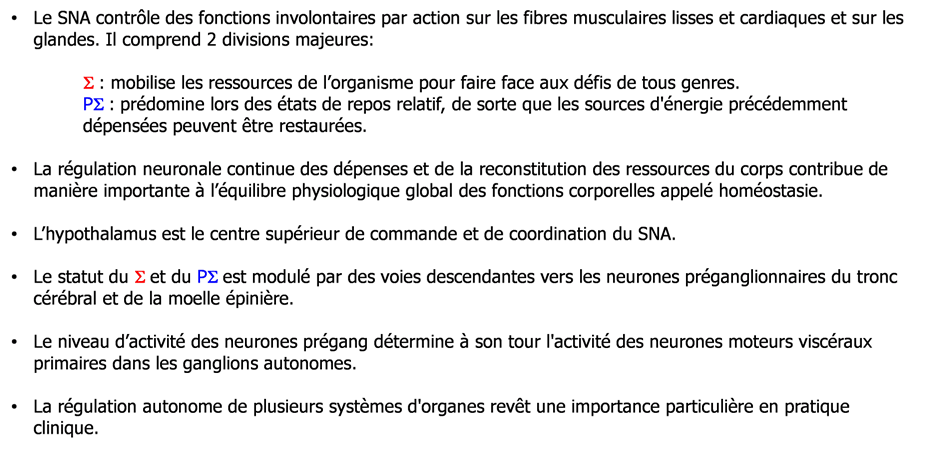 • Le SNA contrôle des fonctions involontaires par action sur les fibres musculaires lisses et cardiaques et sur les
glandes. Il comprend 2 divisions majeures:
Σ : mobilise les ressources de l’organisme pour faire face aux défis de tous genres.
PΣ : prédomine lors des états de repos relatif, de sorte que les sources d'énergie précédemment
dépensées peuvent être restaurées.
• La régulation neuronale continue des dépenses et de la reconstitution des ressources du corps contribue de
manière importante à l’équilibre physiologique global des fonctions corporelles appelé homéostasie.
• L’hypothalamus est le centre supérieur de commande et de coordination du SNA.
• Le statut du Σ et du PΣ est modulé par des voies descendantes vers les neurones préganglionnaires du tronc
cérébral et de la moelle épinière.
• Le niveau d’activité des neurones prégang détermine à son tour l'activité des neurones moteurs viscéraux
primaires dans les ganglions autonomes.
• La régulation autonome de plusieurs systèmes d'organes revêt une importance particulière en pratique
clinique.